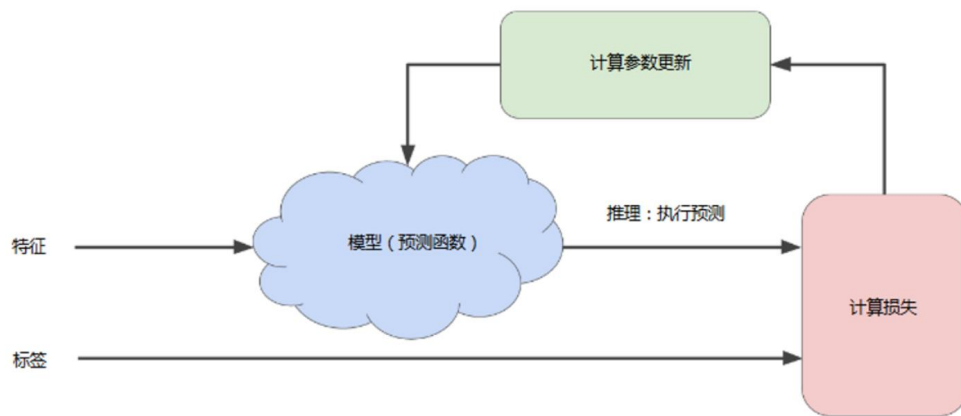 计算参数更新
推理：执行预测
特征
模型（预测函数）
计算损失
标签